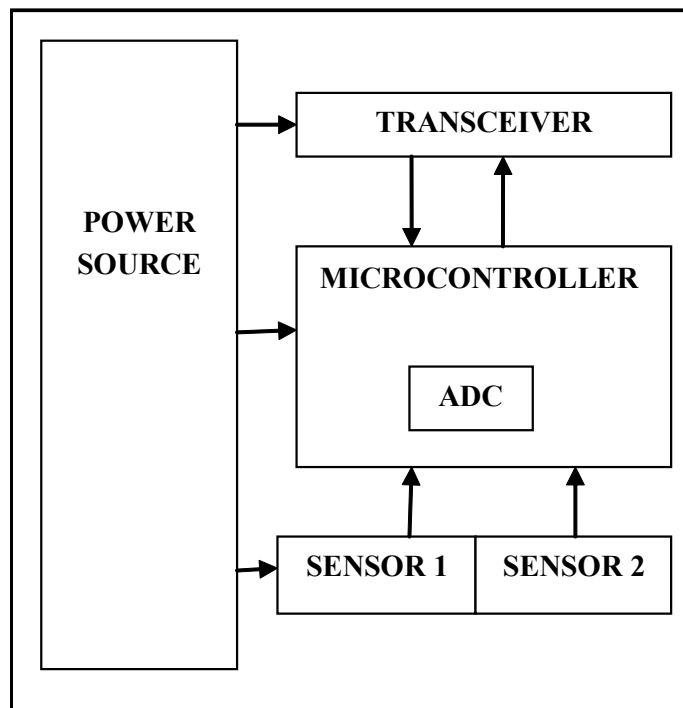 TRANSCEIVER
POWER
SOURCE
MICROCONTROLLER
ADC
SENSOR 1
SENSOR 2